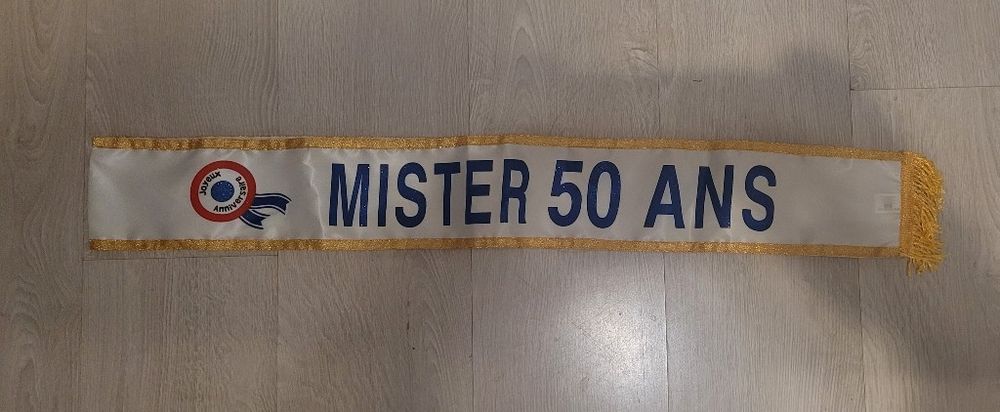 Joyeux
Anniversaire
MISTER 50 ANS